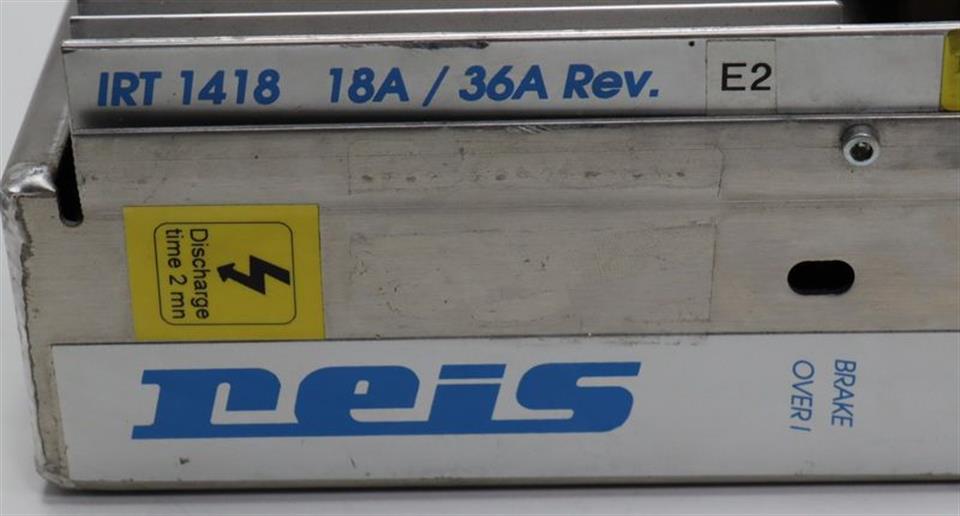 IRT 1418 18A / 36A Rev. E2
Discharge
time 2 mn
reis
BRAKE
OVER I